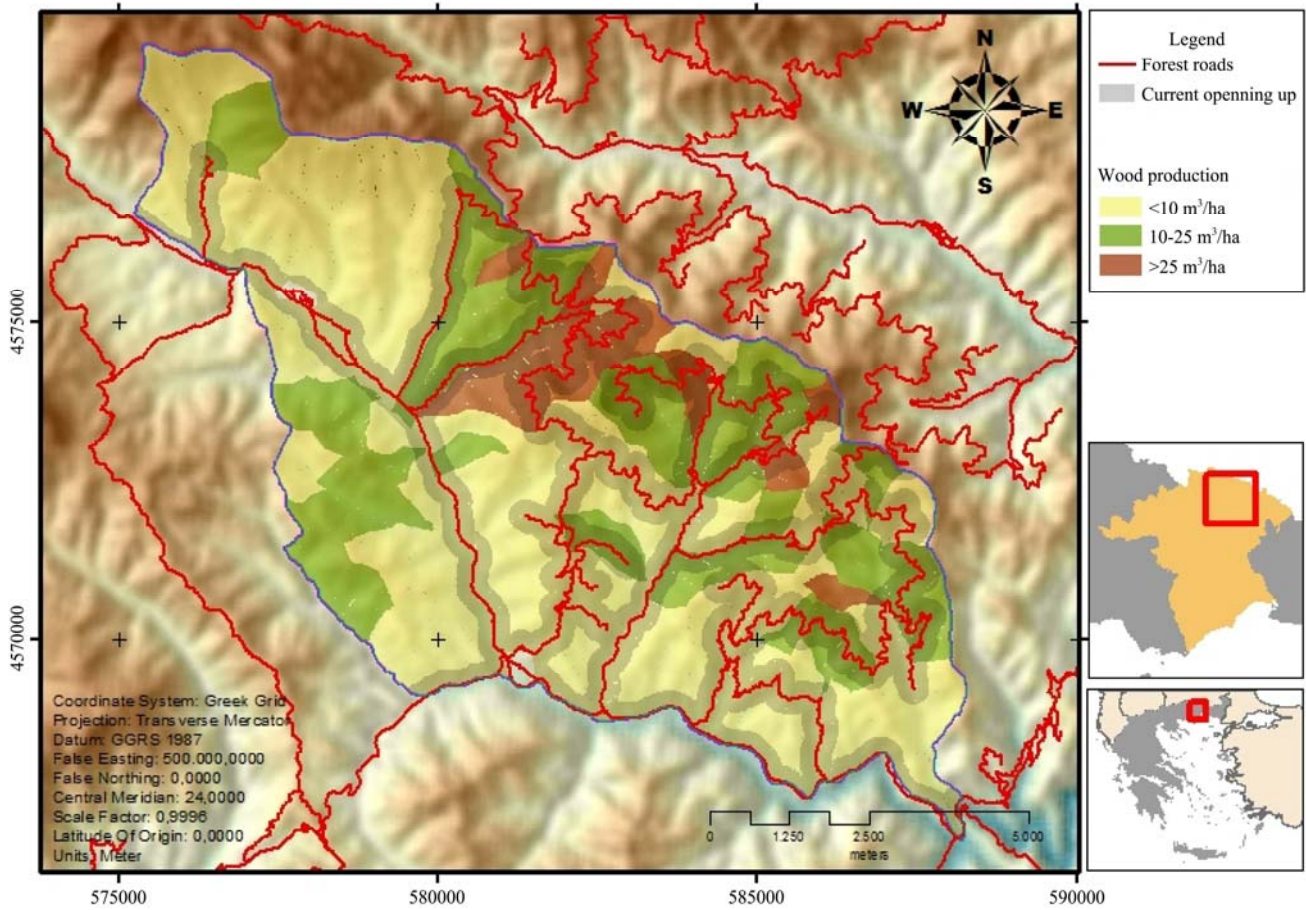 N
W E
S
Legend
Forest roads
Current openning up
Wood production
<10 m³/ha
10-25 m³/ha
>25 m³/ha
4575000
4570000
Coordinate System: Greek Grid
Projection: Transverse Mercator
Datum: GGRS 1987
False Easting: 500.000,0000
False Northing: 0,0000
Central Meridian: 24,0000
Scale Factor: 0,9996
Latitude Of Origin: 0,0000
Units: Meter
0 1.250 2.500 5.000
meters
575000 580000 585000 590000